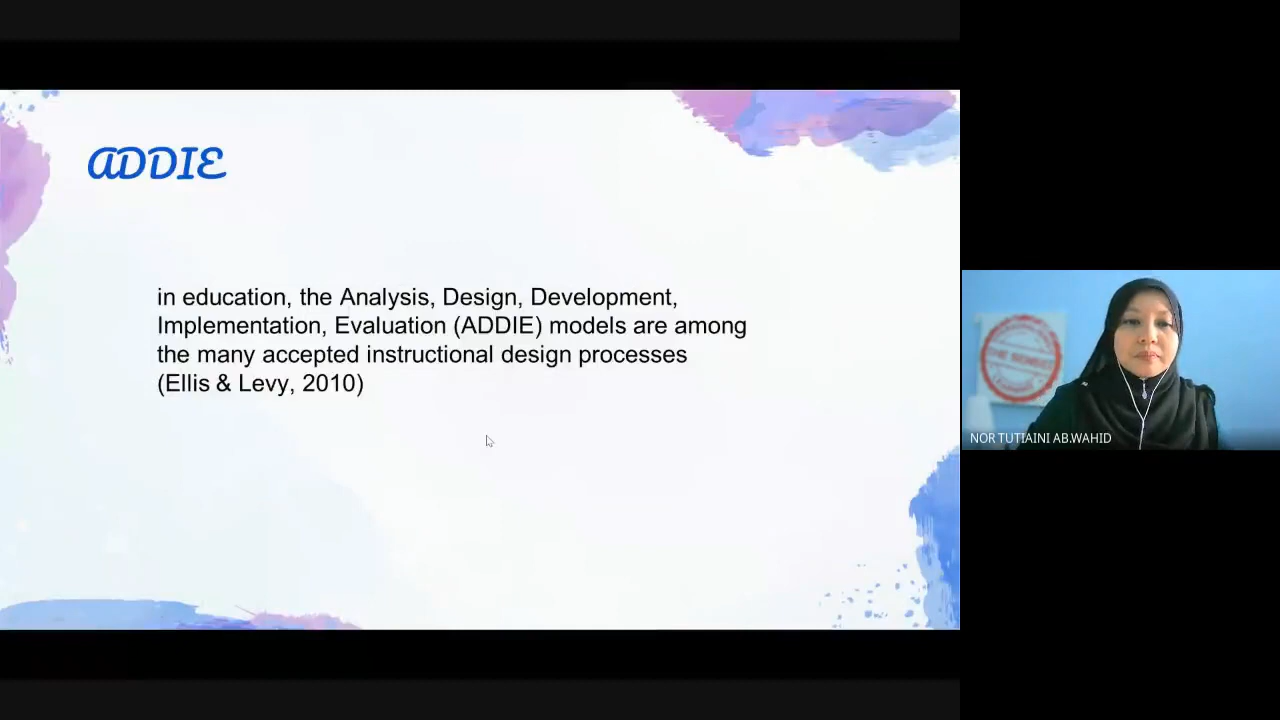 ADDIE
in education, the Analysis, Design, Development,
Implementation, Evaluation (ADDIE) models are among
the many accepted instructional design processes
(Ellis & Levy, 2010)
NOR TUTIAINI AB.WAHID